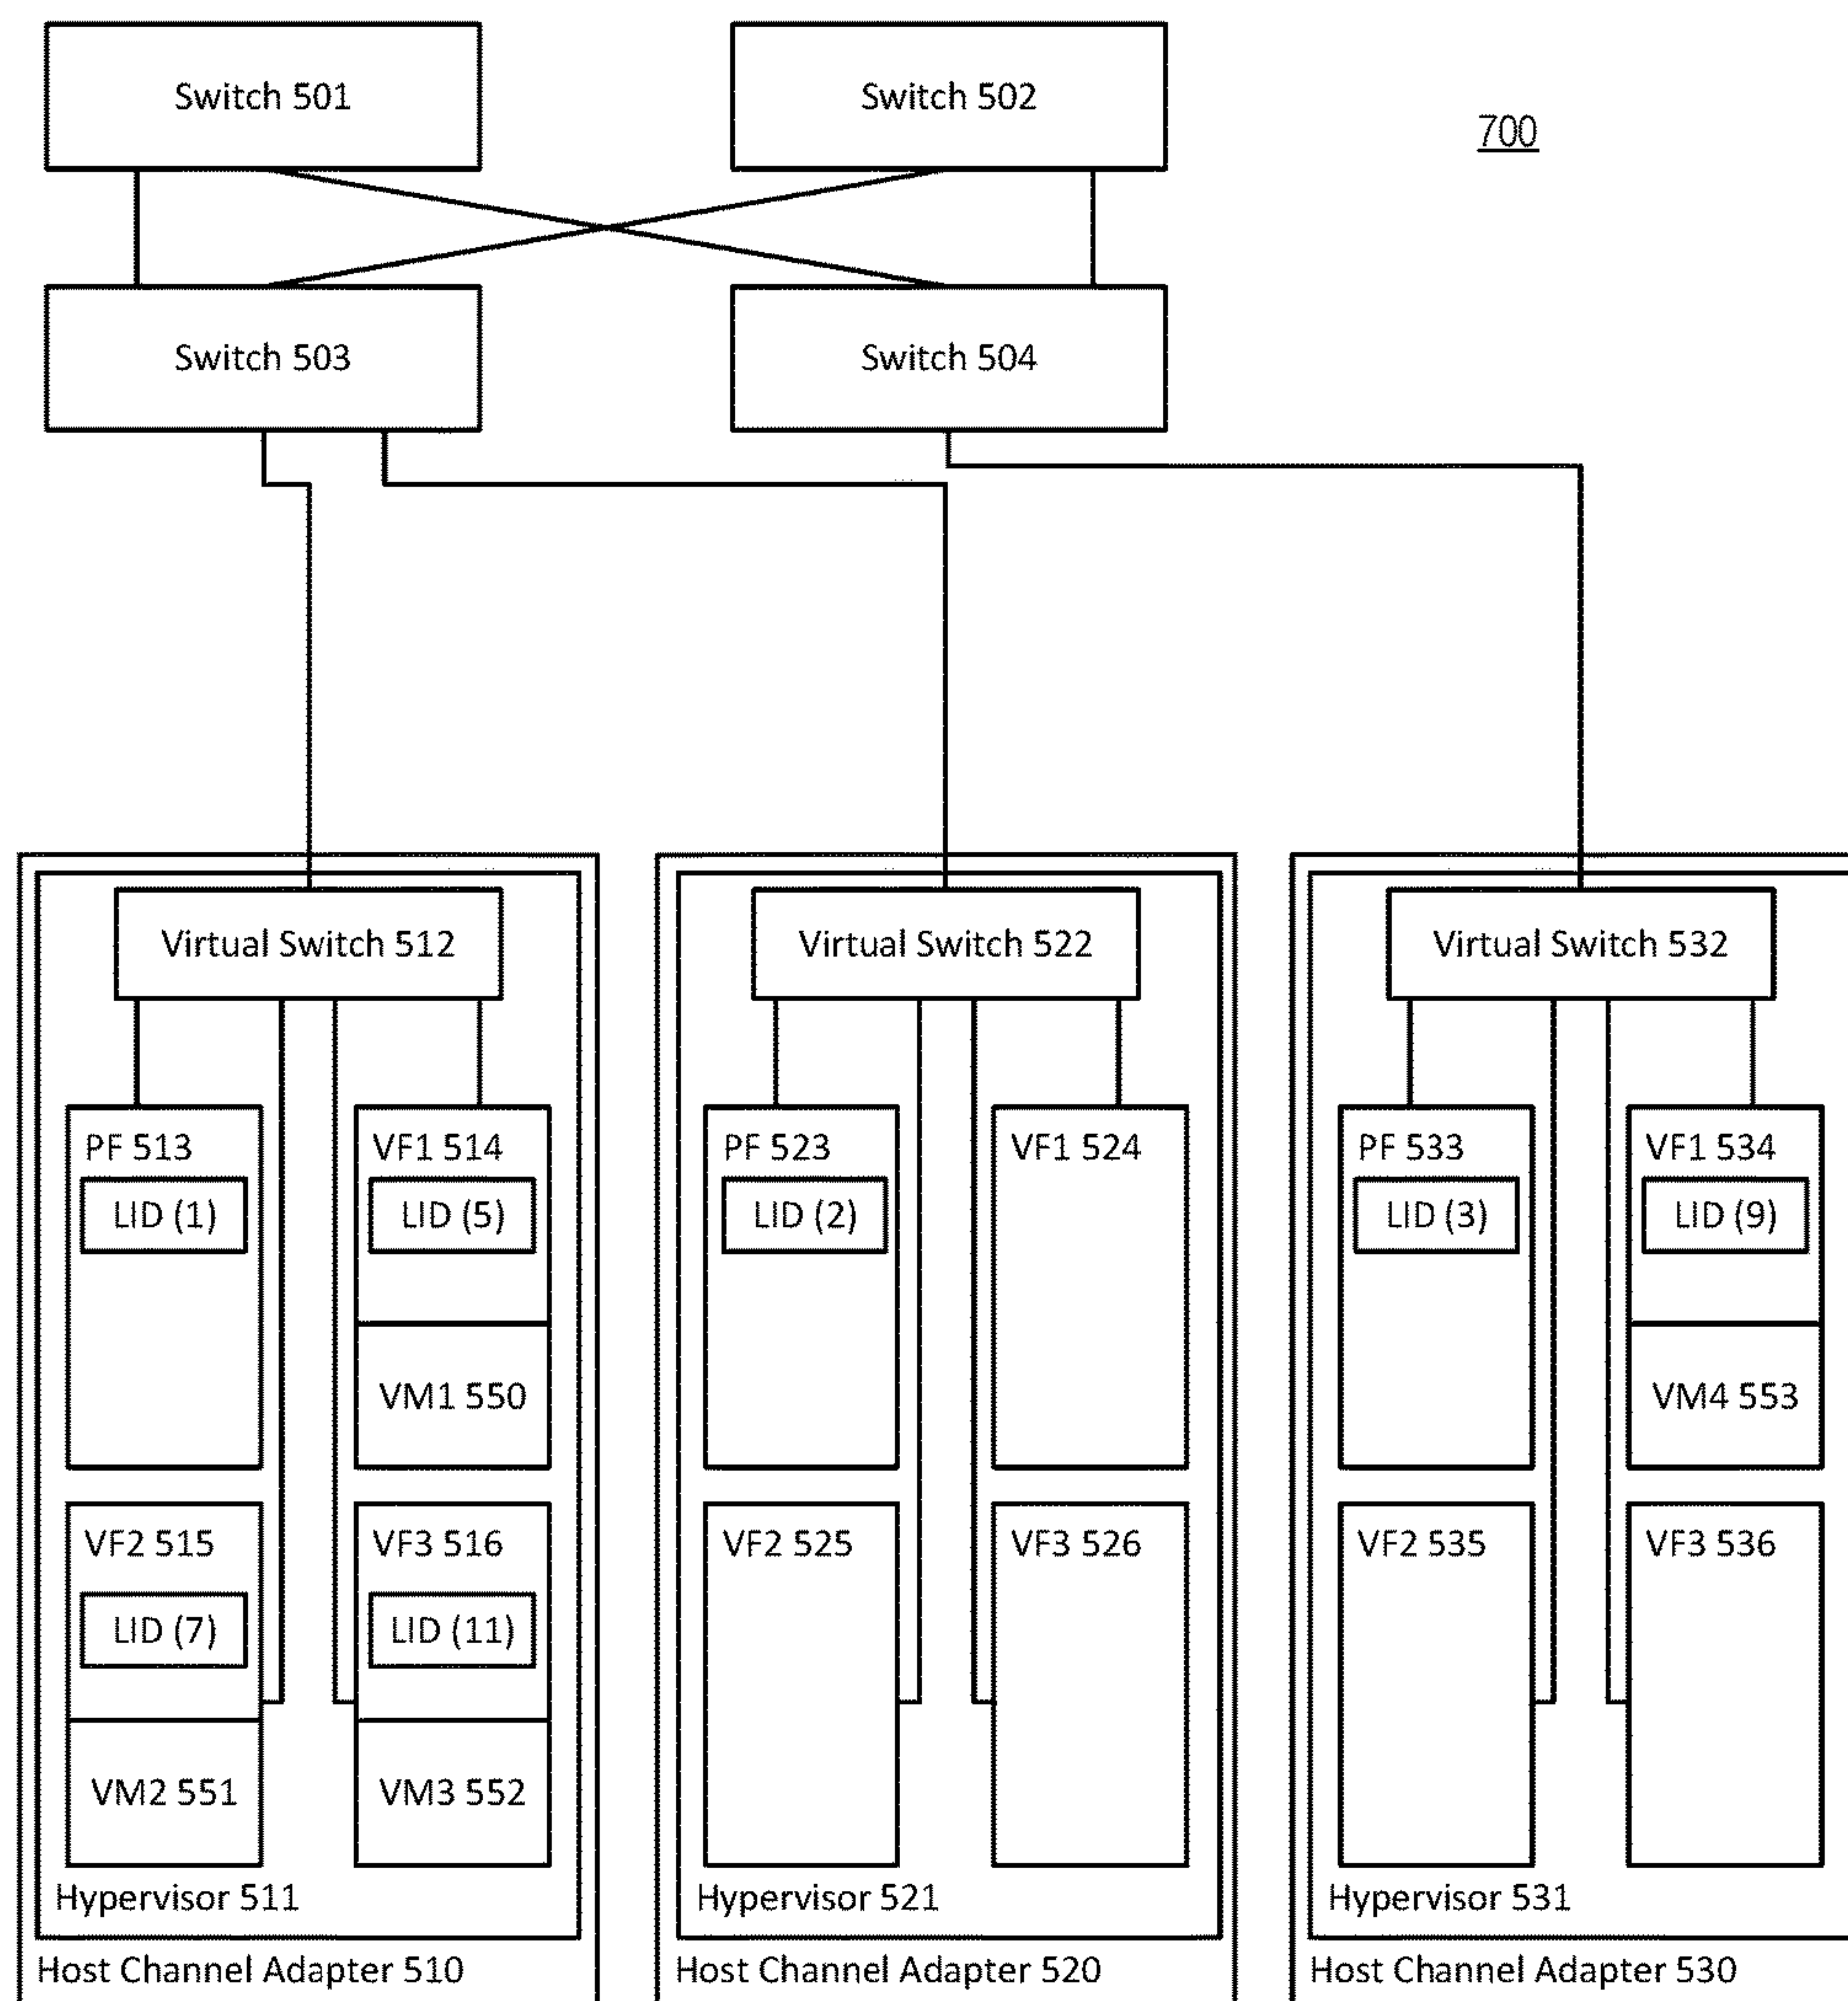 Switch 501
Switch 502
700
Switch 503
Switch 504
Virtual Switch 512
Virtual Switch 522
Virtual Switch 532
PF 513
LID (1)
VF1 514
LID (5)
VM1 550
VF2 515
LID (7)
VM2 551
VF3 516
LID (11)
VM3 552
Hypervisor 511
Host Channel Adapter 510
PF 523
LID (2)
VF1 524
VF2 525
VF3 526
Hypervisor 521
Host Channel Adapter 520
PF 533
LID (3)
VF1 534
LID (9)
VM4 553
VF2 535
VF3 536
Hypervisor 531
Host Channel Adapter 530